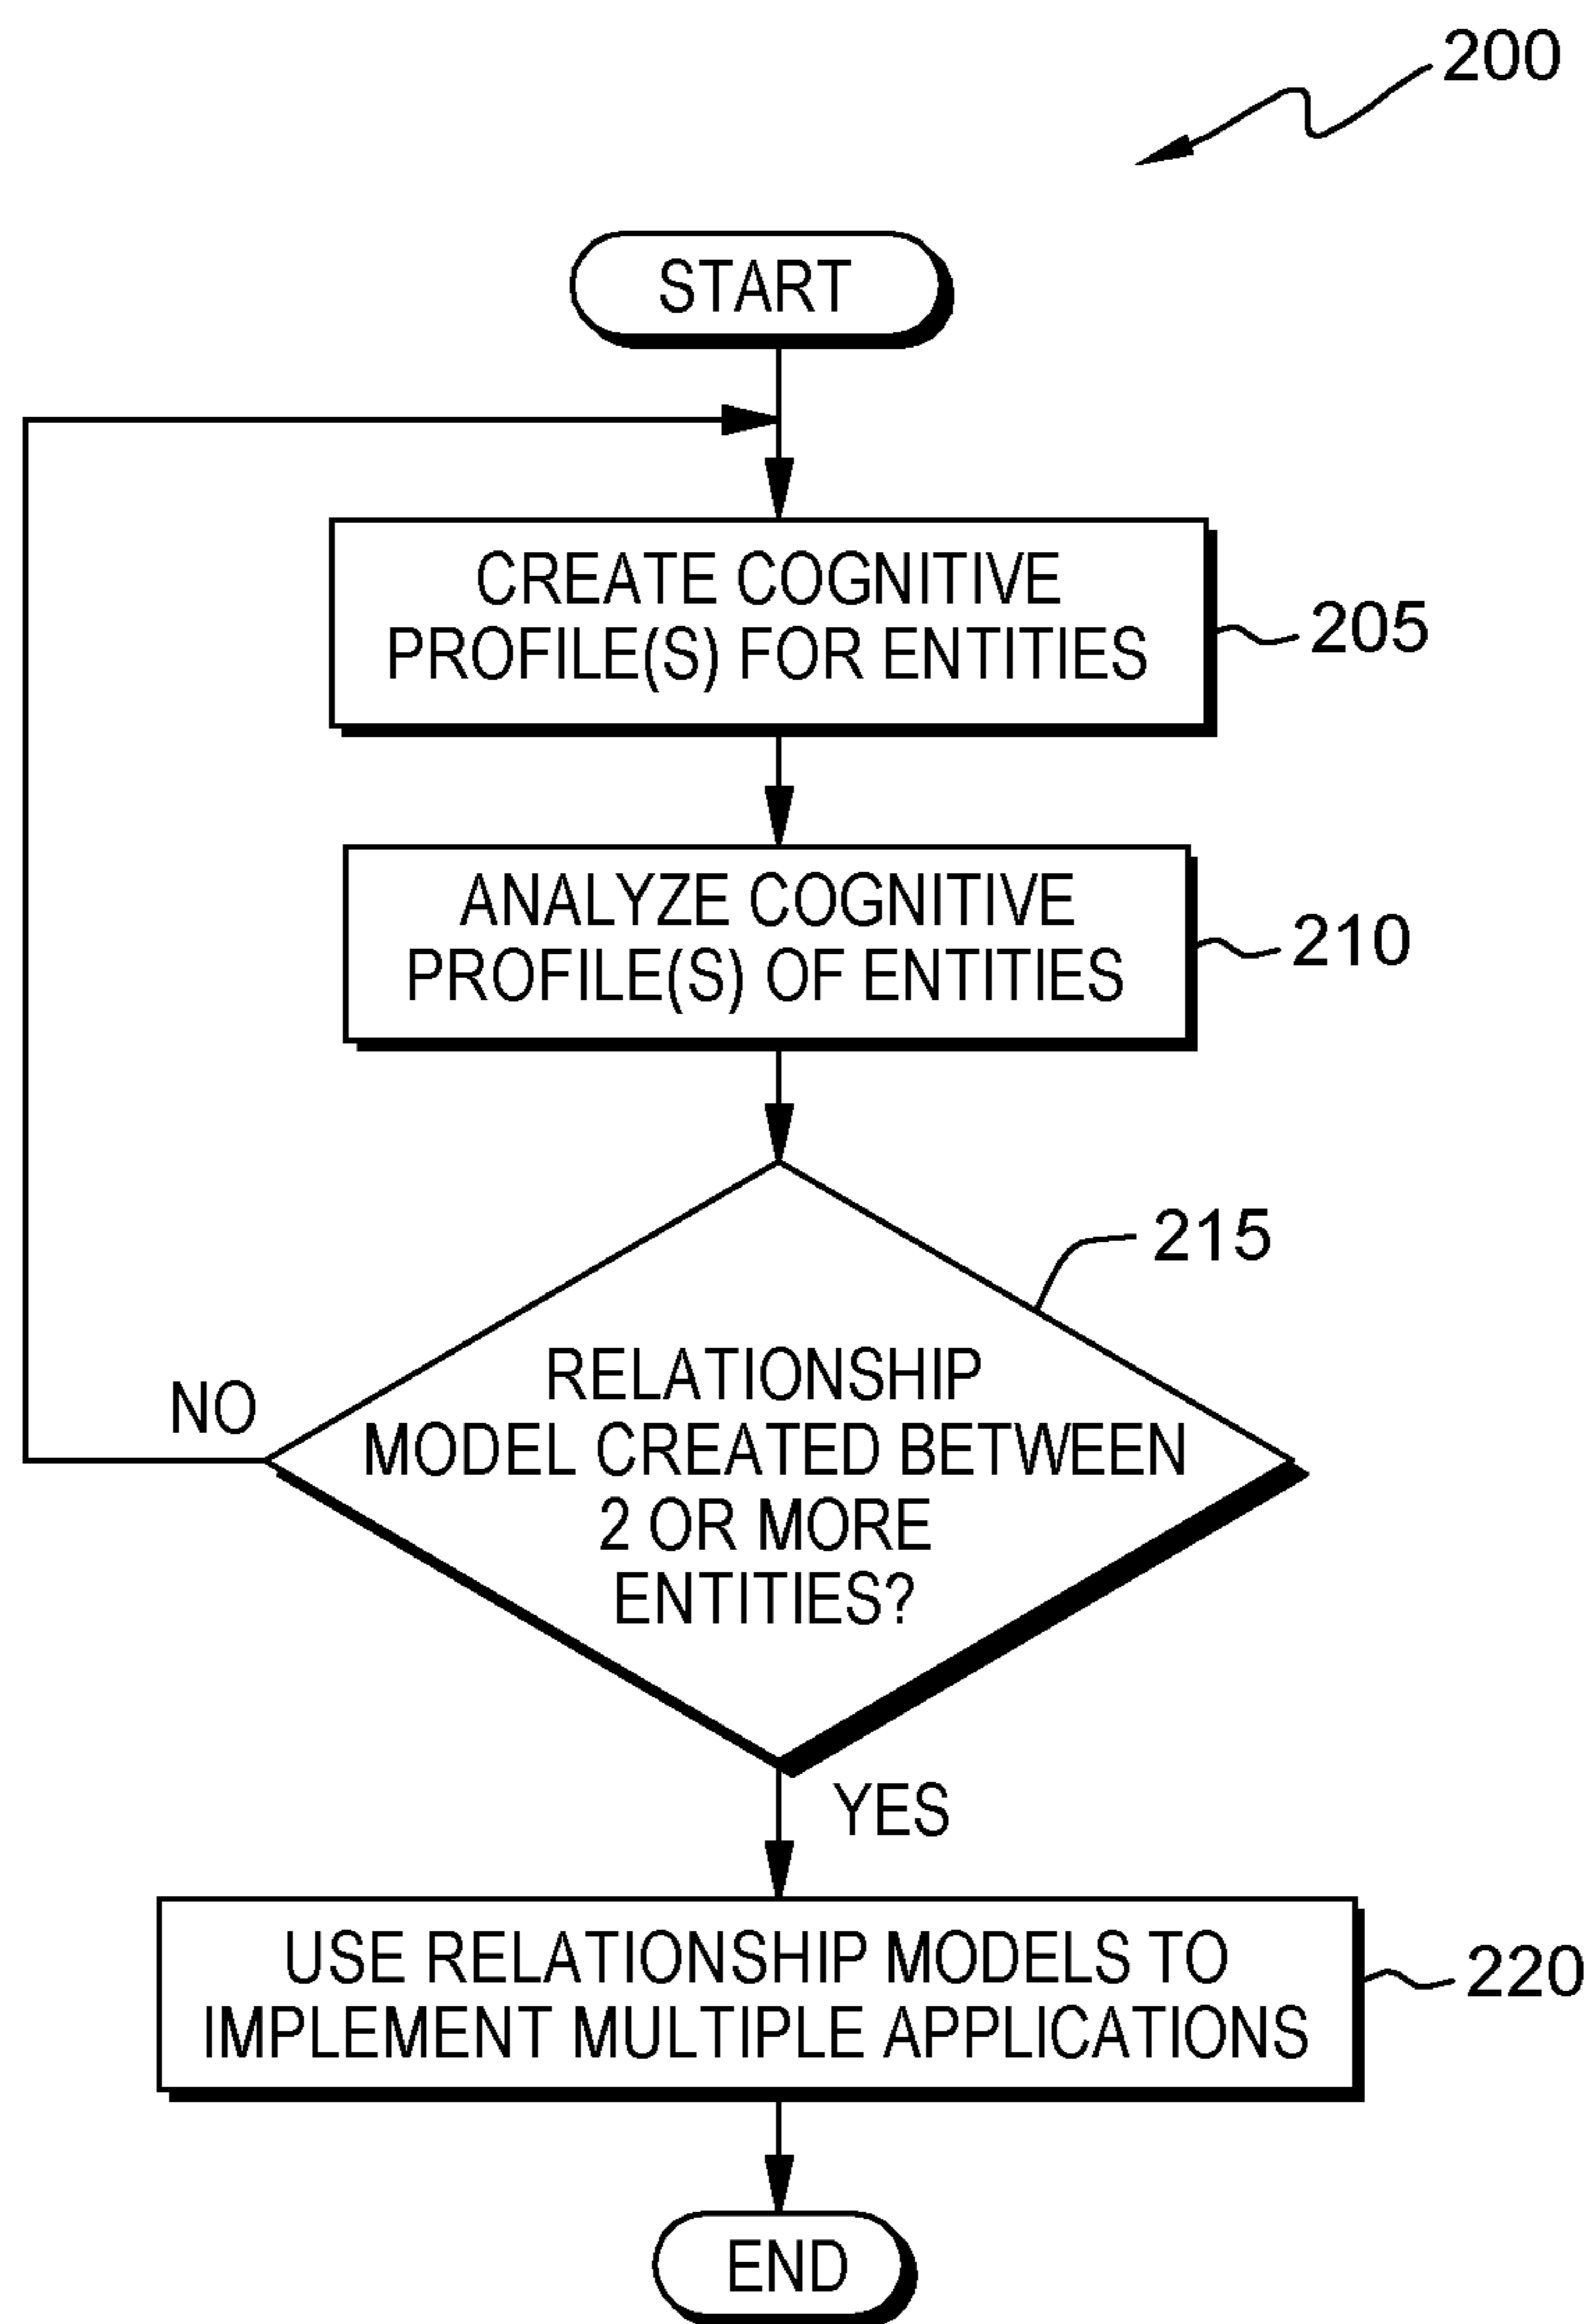 200
START
CREATE COGNITIVE
PROFILE(S) FOR ENTITIES
205
ANALYZE COGNITIVE
PROFILE(S) OF ENTITIES
210
215
RELATIONSHIP
MODEL CREATED BETWEEN
2 OR MORE
ENTITIES?
NO
YES
USE RELATIONSHIP MODELS TO
IMPLEMENT MULTIPLE APPLICATIONS
220
END